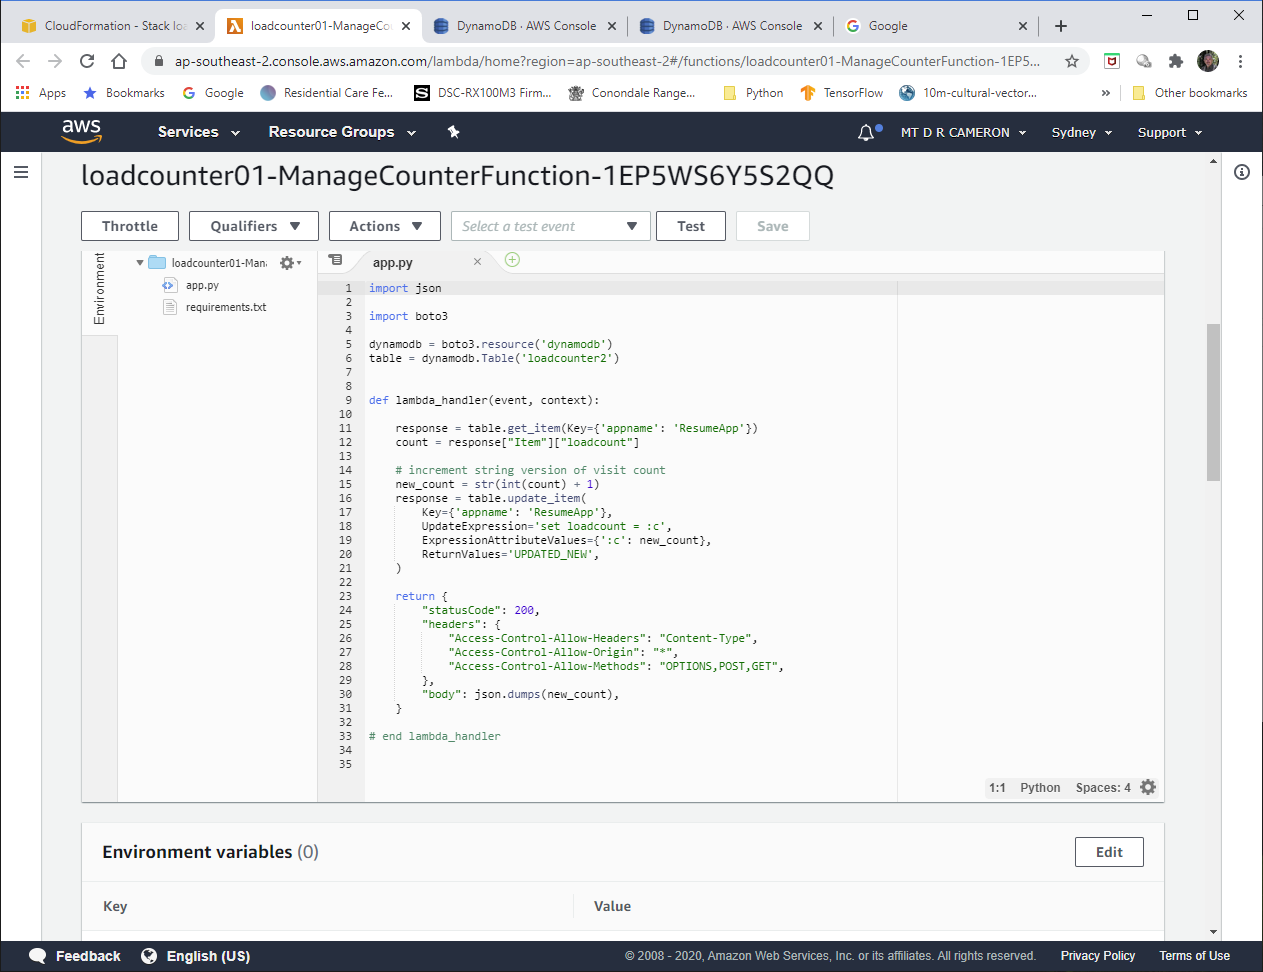 CloudFormation - Stack loa
loadcounter01-ManageCou
DynamoDB · AWS Console
DynamoDB · AWS Console
Google
ap-southeast-2.console.aws.amazon.com/lambda/home?region=ap-southeast-2#/functions/loadcounter01-ManageCounterFunction-1EP5...
Apps
Bookmarks
Google
Residential Care Fe...
DSC-RX100M3 Firm...
Conondale Range...
Python
TensorFlow
10m-cultural-vector...
»
Other bookmarks
aws
Services
Resource Groups
MT D R CAMERON
Sydney
Support
loadcounter01-ManageCounterFunction-1EP5WS6Y5S2QQ
Throttle
Qualifiers
Actions
Select a test event
Test
Save
Environment
loadcounter01-Mana
app.py
requirements.txt
app.py
1 import json
2
3 import boto3
4
5 dynamodb = boto3.resource('dynamodb')
6 table = dynamodb.Table('loadcounter2')
7
8
9 def lambda_handler(event, context):
10
11 response = table.get_item(Key={'appname': 'ResumeApp'})
12 count = response["Item"]["loadcount"]
13
14 # increment string version of visit count
15 new_count = str(int(count) + 1)
16 response = table.update_item(
17 Key={'appname': 'ResumeApp'},
18 UpdateExpression='set loadcount = :c',
19 ExpressionAttributeValues={':c': new_count},
20 ReturnValues='UPDATED_NEW',
21 )
22
23 return {
24 "statusCode": 200,
25 "headers": {
26 "Access-Control-Allow-Headers": "Content-Type",
27 "Access-Control-Allow-Origin": "*",
28 "Access-Control-Allow-Methods": "OPTIONS,POST,GET",
29 },
30 "body": json.dumps(new_count),
31 }
32
33 # end lambda_handler
34
35
1:1 Python Spaces: 4
Environment variables (0)
Edit
Key
Value
Feedback
English (US)
© 2008 - 2020, Amazon Web Services, Inc. or its affiliates. All rights reserved.
Privacy Policy
Terms of Use